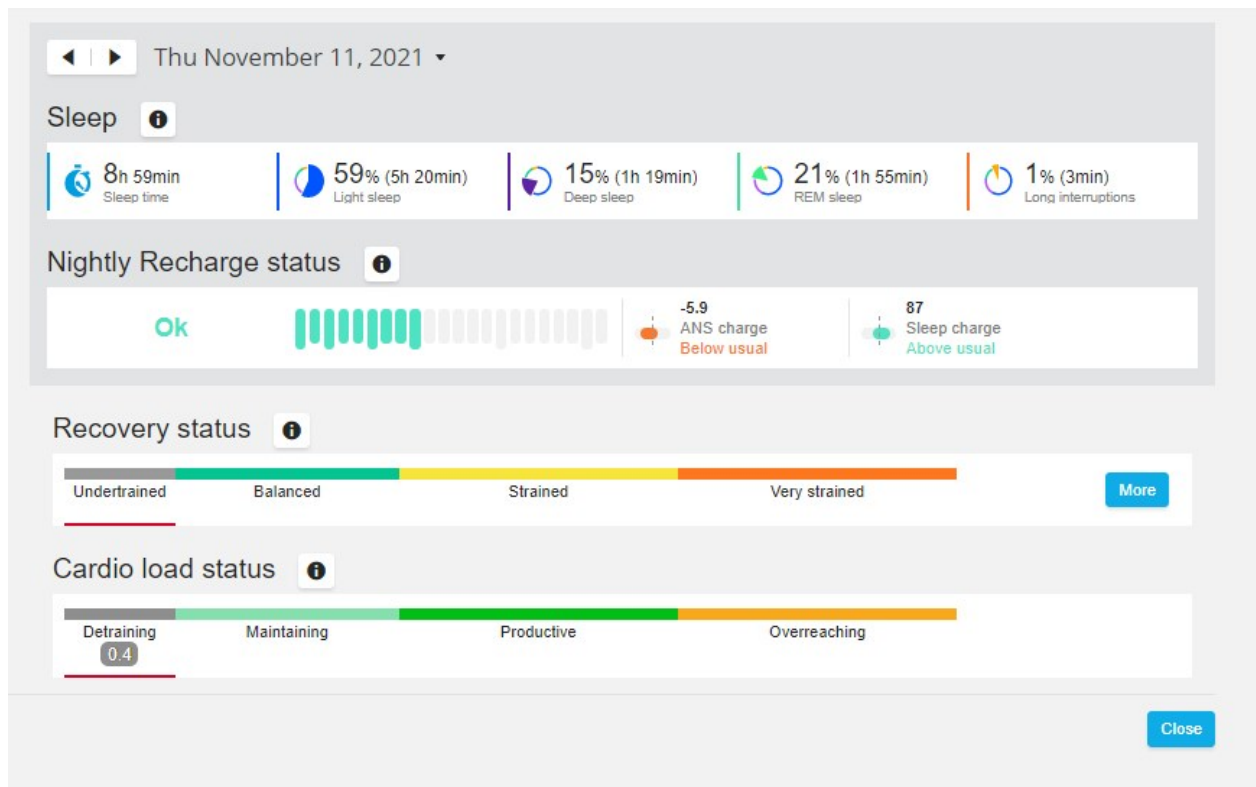 Thu November 11, 2021
Sleep
8h 59min
Sleep time
59% (5h 20min)
Light sleep
15% (1h 19min)
Deep sleep
21% (1h 55min)
REM sleep
1% (3min)
Long interruptions
Nightly Recharge status
Ok
-5.9
ANS charge
Below usual
87
Sleep charge
Above usual
Recovery status
Undertrained
Balanced
Strained
Very strained
More
Cardio load status
Detraining
Maintaining
Productive
Overreaching
0.4
Close